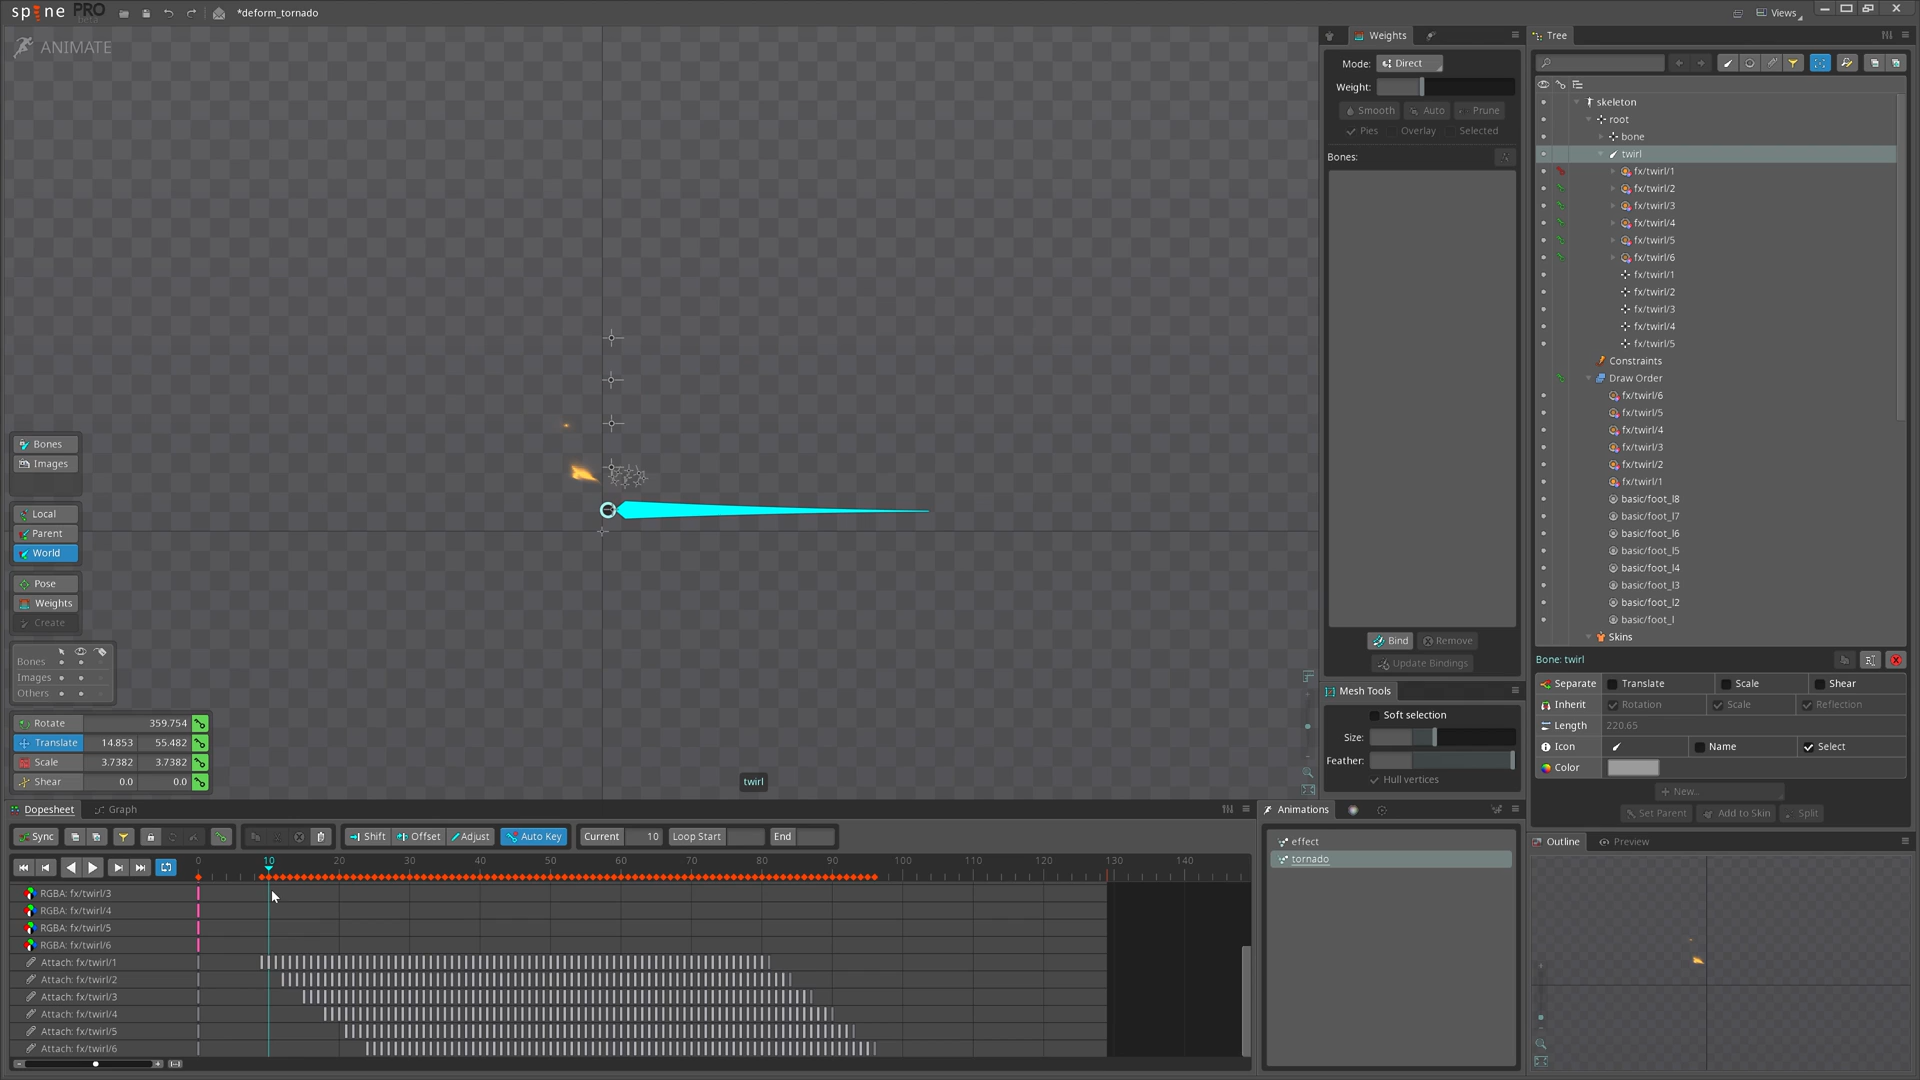 spine PRO beta
*deform_tornado
Views
ANIMATE
Bones
Images
Local
Parent
World
Pose
Weights
Create
Bones
Images
Others
Rotate 359.754
Translate 14.853 55.482
Scale 3.7382 3.7382
Shear 0.0 0.0
twirl
Weights
Mode: Direct
Weight:
Smooth Auto Prune
Pies Overlay Selected
Bones:
Bind Remove
Update Bindings
Mesh Tools
Soft selection
Size:
Feather:
Hull vertices
Tree
skeleton
root
bone
twirl
fx/twirl/1
fx/twirl/2
fx/twirl/3
fx/twirl/4
fx/twirl/5
fx/twirl/6
fx/twirl/1
fx/twirl/2
fx/twirl/3
fx/twirl/4
fx/twirl/5
Constraints
Draw Order
fx/twirl/6
fx/twirl/5
fx/twirl/4
fx/twirl/3
fx/twirl/2
fx/twirl/1
basic/foot_l8
basic/foot_l7
basic/foot_l6
basic/foot_l5
basic/foot_l4
basic/foot_l3
basic/foot_l2
basic/foot_l
Skins
Bone: twirl
Separate Translate Scale Shear
Inherit Rotation Scale Reflection
Length 220.65
Icon Name Select
Color
+ New...
Set Parent Add to Skin Split
Outline Preview
Dopesheet Graph
Sync Shift Offset Adjust Auto Key Current 10 Loop Start End
0 10 20 30 40 50 60 70 80 90 100 110 120 130 140
RGBA: fx/twirl/3
RGBA: fx/twirl/4
RGBA: fx/twirl/5
RGBA: fx/twirl/6
Attach: fx/twirl/1
Attach: fx/twirl/2
Attach: fx/twirl/3
Attach: fx/twirl/4
Attach: fx/twirl/5
Attach: fx/twirl/6
Animations
effect
tornado